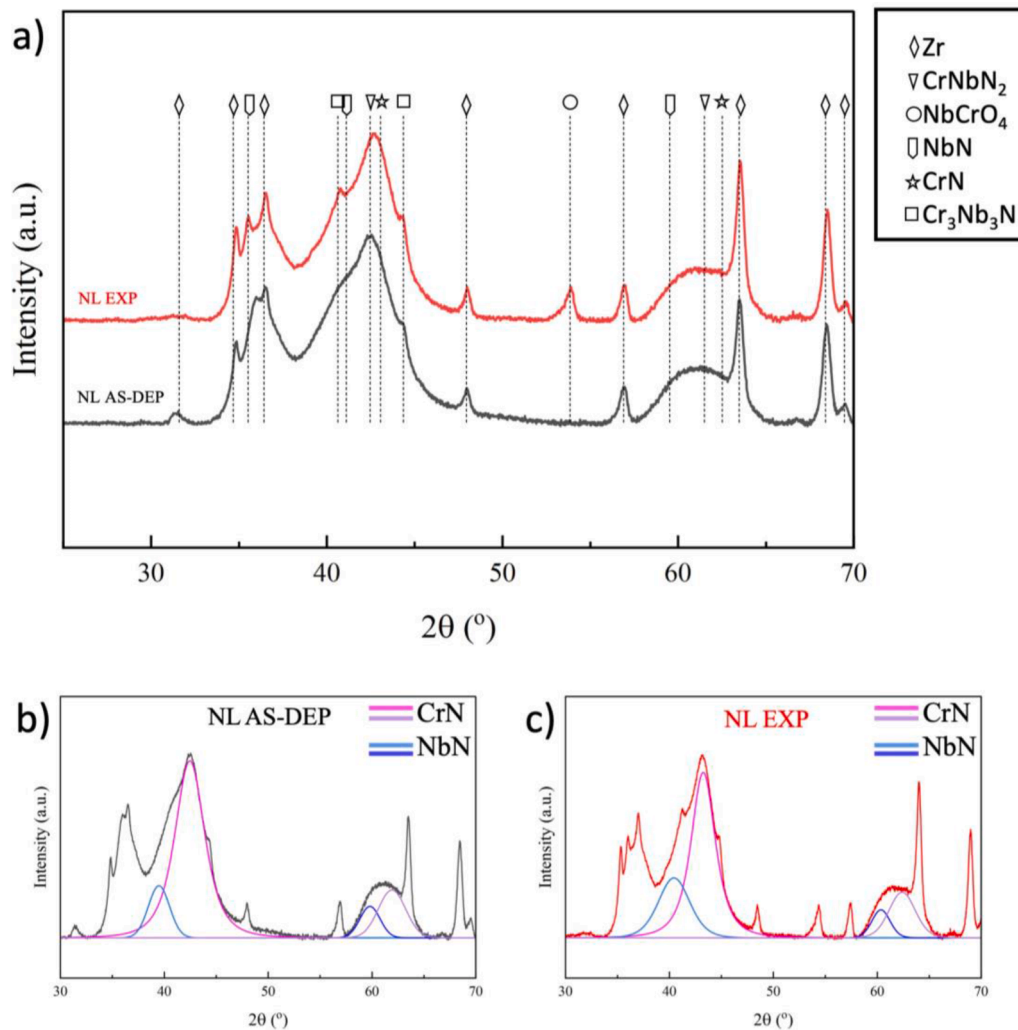 a)
Zr
CrNbN₂
NbCrO₄
NbN
CrN
Cr₃Nb₃N
Intensity (a.u.)
NL EXP
NL AS-DEP
30 40 50 60 70
2θ (º)
b)
NL AS-DEP
CrN
NbN
Intensity (a.u.)
30 40 50 60 70
2θ (º)
c)
NL EXP
CrN
NbN
Intensity (a.u.)
30 40 50 60 70
2θ (º)